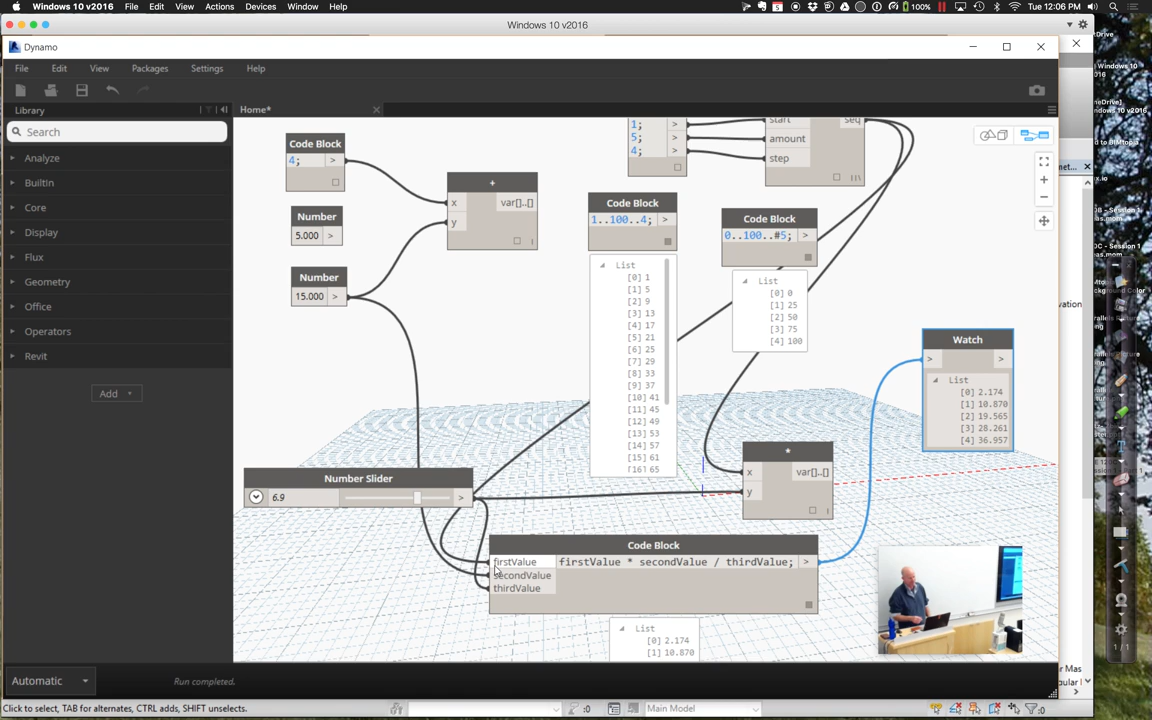 Windows 10 v2016 File Edit View Actions Devices Window Help 100% Tue 12:06 PM
Windows 10 v2016
Dynamo
File Edit View Packages Settings Help
Library
Home*
Search
Analyze
BuiltIn
Core
Display
Flux
Geometry
Office
Operators
Revit
Add
Code Block
4; >
Number
5.000 >
Number
15.000 >
+
x var[]..[]
y
1; >
5; >
4; >
start seq
amount
step
Code Block
1..100..4; >
List
[0] 1
[1] 5
[2] 9
[3] 13
[4] 17
[5] 21
[6] 25
[7] 29
[8] 33
[9] 37
[10] 41
[11] 45
[12] 49
[13] 53
[14] 57
[15] 61
[16] 65
Code Block
0..100..#5; >
List
[0] 0
[1] 25
[2] 50
[3] 75
[4] 100
Watch
> >
List
[0] 2.174
[1] 10.870
[2] 19.565
[3] 28.261
[4] 36.957
Number Slider
6.9 >
*
x var[]..[]
y
Code Block
firstValue firstValue * secondValue / thirdValue; >
secondValue
thirdValue
List
[0] 2.174
[1] 10.870
Automatic Run completed.
Click to select, TAB for alternates, CTRL adds, SHIFT unselects. :0 Main Model :0
1 / 1